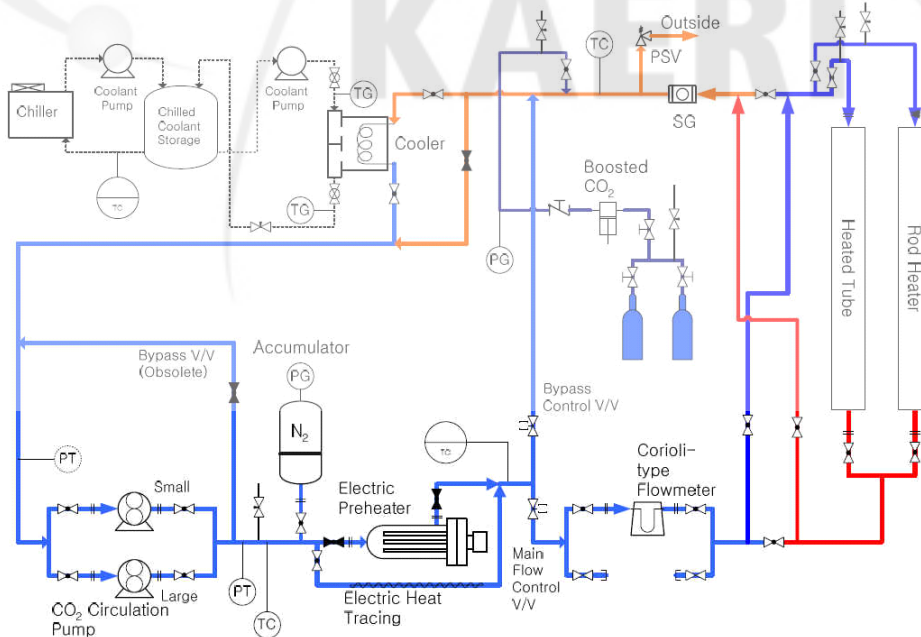 KAERI
Outside
PSV
TC
SG
Coolant
Pump
Coolant
Pump
TG
Chiller
Chilled
Coolant
Storage
Cooler
TC
TG
Boosted
CO₂
PG
Heated Tube
Rod Heater
Bypass V/V
(Obsolete)
Accumulator
PG
N₂
Bypass
Control V/V
TC
PT
Small
Electric
Preheater
Corioli-
type
Flowmeter
Large
CO₂ Circulation
Pump
PT
TC
Electric Heat
Tracing
Main
Flow
Control
V/V